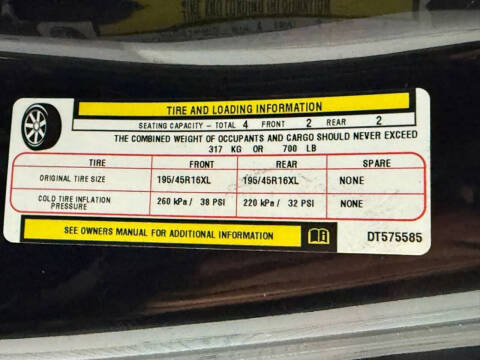 TIRE AND LOADING INFORMATION
SEATING CAPACITY – TOTAL 4 FRONT 2 REAR 2
THE COMBINED WEIGHT OF OCCUPANTS AND CARGO SHOULD NEVER EXCEED
317 KG OR 700 LB
TIRE FRONT REAR SPARE
ORIGINAL TIRE SIZE 195/45R16XL 195/45R16XL NONE
COLD TIRE INFLATION PRESSURE 260 kPa / 38 PSI 220 kPa / 32 PSI NONE
SEE OWNERS MANUAL FOR ADDITIONAL INFORMATION DT575585